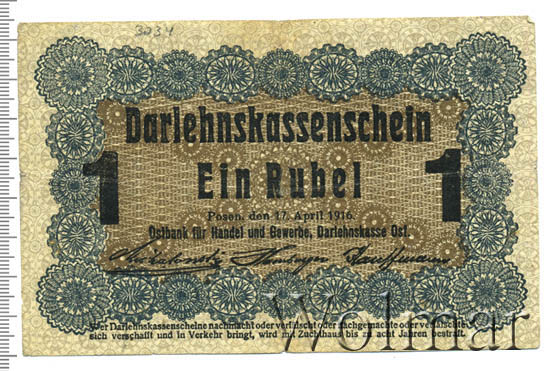 3034
Darlehnskassenschein
1 Ein Rubel 1
Posen, den 17. April 1916.
Ostbank für Handel und Gewerbe, Darlehnskasse Ost.
Wer Darlehnskassenscheine nachmacht oder verfälscht oder nachgemachte oder verfälschte
sich verschafft und in Verkehr bringt, wird mit Zuchthaus bis zu acht Jahren bestraft.
Wolmar